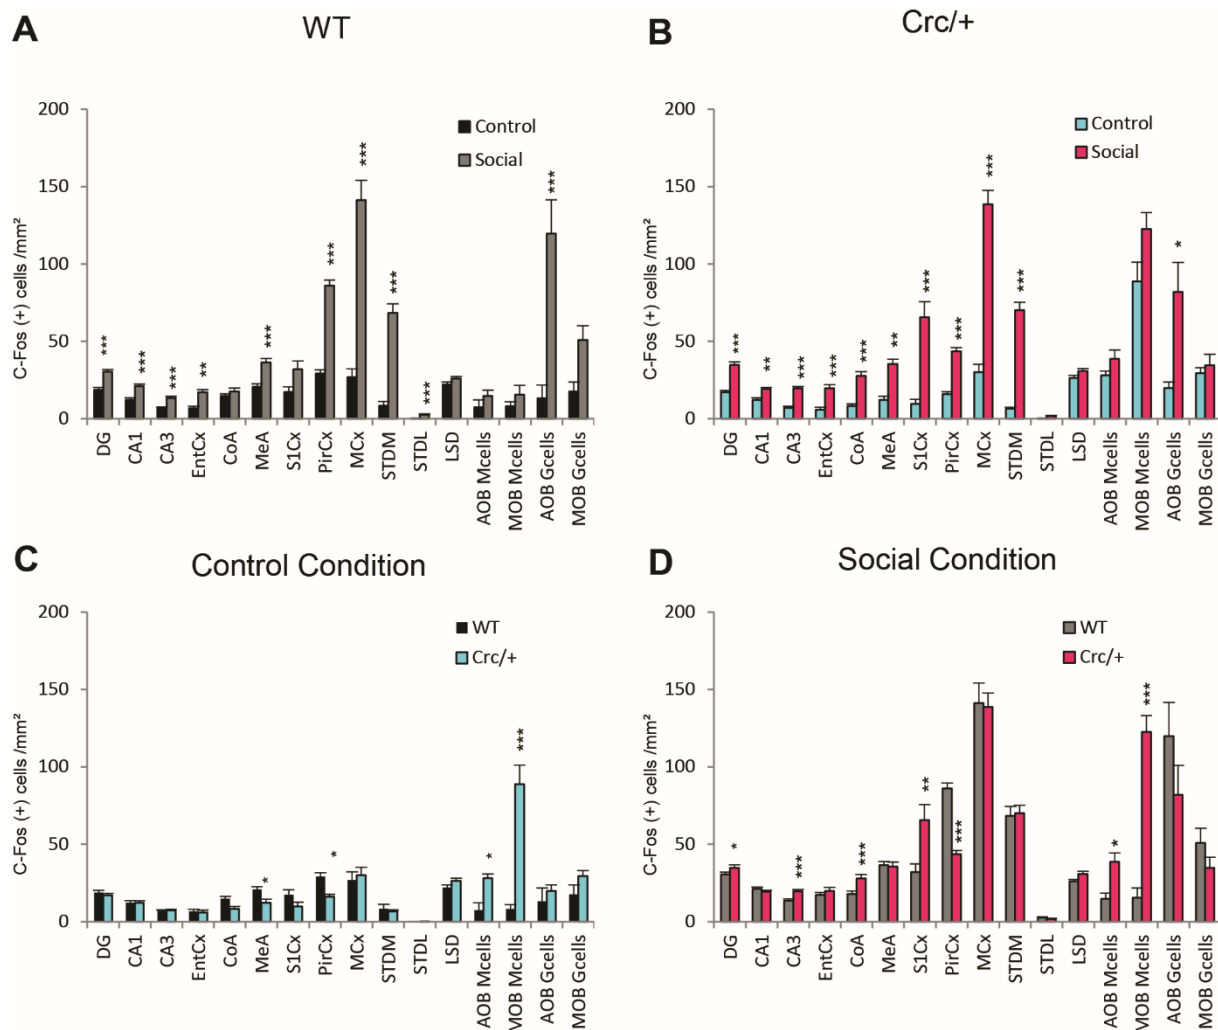 A
WT
200
150
100
50
0
C-Fos (+) cells /mm²
Control
Social
***
***
***
**
***
***
***
***
***
***
DG
CA1
CA3
EntCx
CoA
MeA
S1Cx
PirCx
MCx
STDM
STDL
LSD
AOB Mcells
MOB Mcells
AOB Gcells
MOB Gcells
B
Crc/+
200
150
100
50
0
C-Fos (+) cells /mm²
Control
Social
***
**
***
***
***
**
***
***
***
***
*
DG
CA1
CA3
EntCx
CoA
MeA
S1Cx
PirCx
MCx
STDM
STDL
LSD
AOB Mcells
MOB Mcells
AOB Gcells
MOB Gcells
C
Control Condition
200
150
100
50
0
C-Fos (+) cells /mm²
WT
Crc/+
*
*
*
***
DG
CA1
CA3
EntCx
CoA
MeA
S1Cx
PirCx
MCx
STDM
STDL
LSD
AOB Mcells
MOB Mcells
AOB Gcells
MOB Gcells
D
Social Condition
200
150
100
50
0
C-Fos (+) cells /mm²
WT
Crc/+
*
***
***
**
***
*
***
DG
CA1
CA3
EntCx
CoA
MeA
S1Cx
PirCx
MCx
STDM
STDL
LSD
AOB Mcells
MOB Mcells
AOB Gcells
MOB Gcells